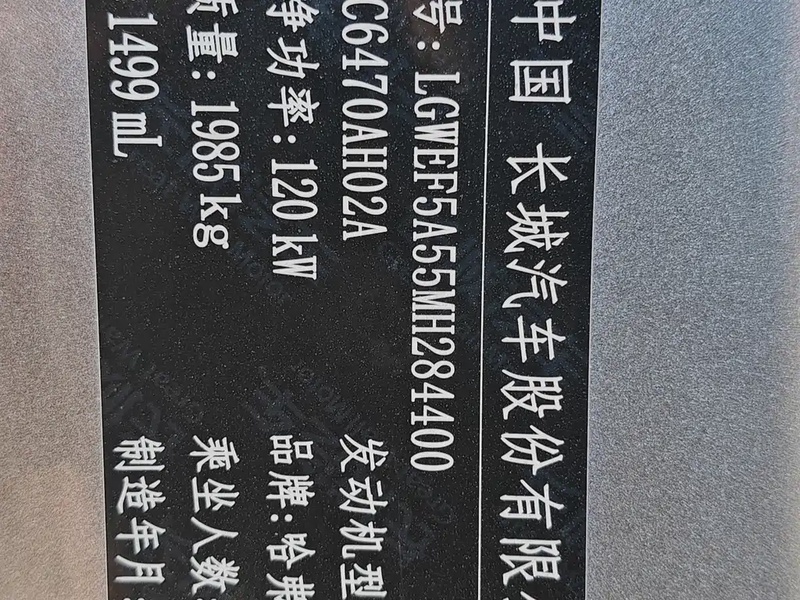 中国 长城汽车股份有限
号: LGWEF5A55MH284400
C6470AH02A 发动机型
净功率: 120 kW 品牌: 哈弗
质量: 1985 kg 乘坐人数:
1499 mL 制造年月: